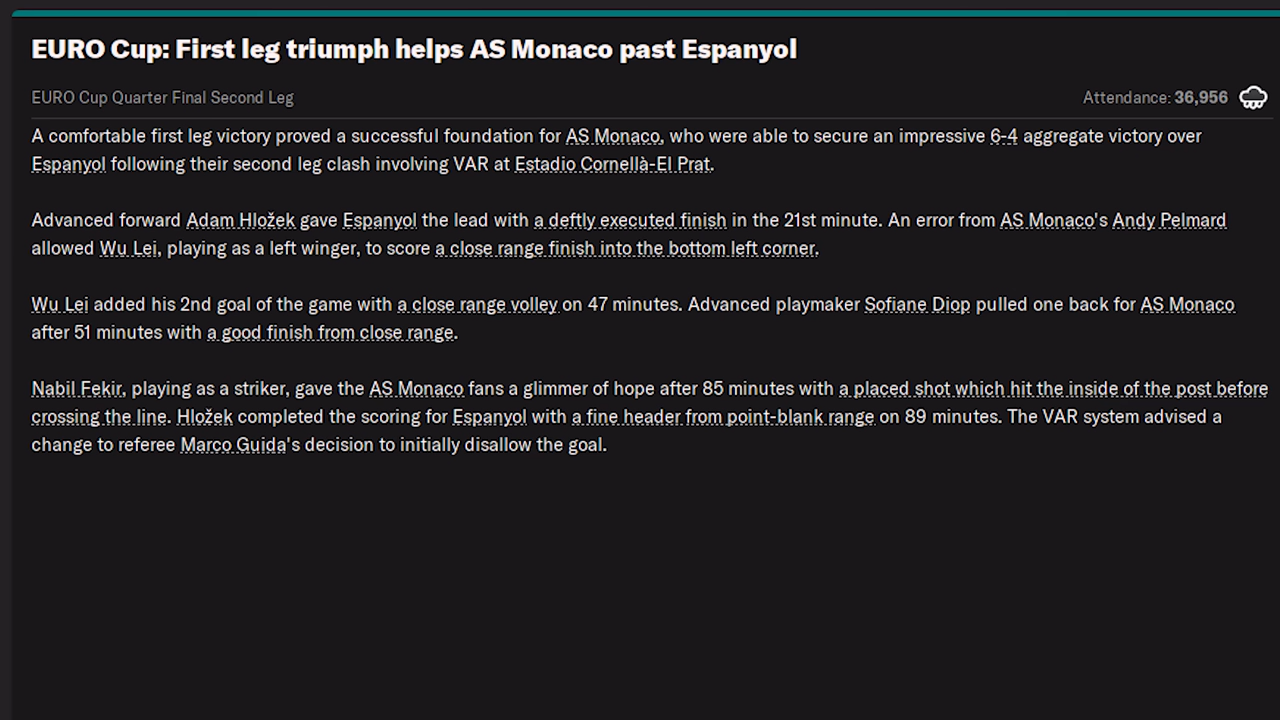 EURO Cup: First leg triumph helps AS Monaco past Espanyol
EURO Cup Quarter Final Second Leg
Attendance: 36,956
A comfortable first leg victory proved a successful foundation for AS Monaco, who were able to secure an impressive 6-4 aggregate victory over
Espanyol following their second leg clash involving VAR at Estadio Cornellà-El Prat.
Advanced forward Adam Hložek gave Espanyol the lead with a deftly executed finish in the 21st minute. An error from AS Monaco's Andy Pelmard
allowed Wu Lei, playing as a left winger, to score a close range finish into the bottom left corner.
Wu Lei added his 2nd goal of the game with a close range volley on 47 minutes. Advanced playmaker Sofiane Diop pulled one back for AS Monaco
after 51 minutes with a good finish from close range.
Nabil Fekir, playing as a striker, gave the AS Monaco fans a glimmer of hope after 85 minutes with a placed shot which hit the inside of the post before
crossing the line. Hložek completed the scoring for Espanyol with a fine header from point-blank range on 89 minutes. The VAR system advised a
change to referee Marco Guida's decision to initially disallow the goal.